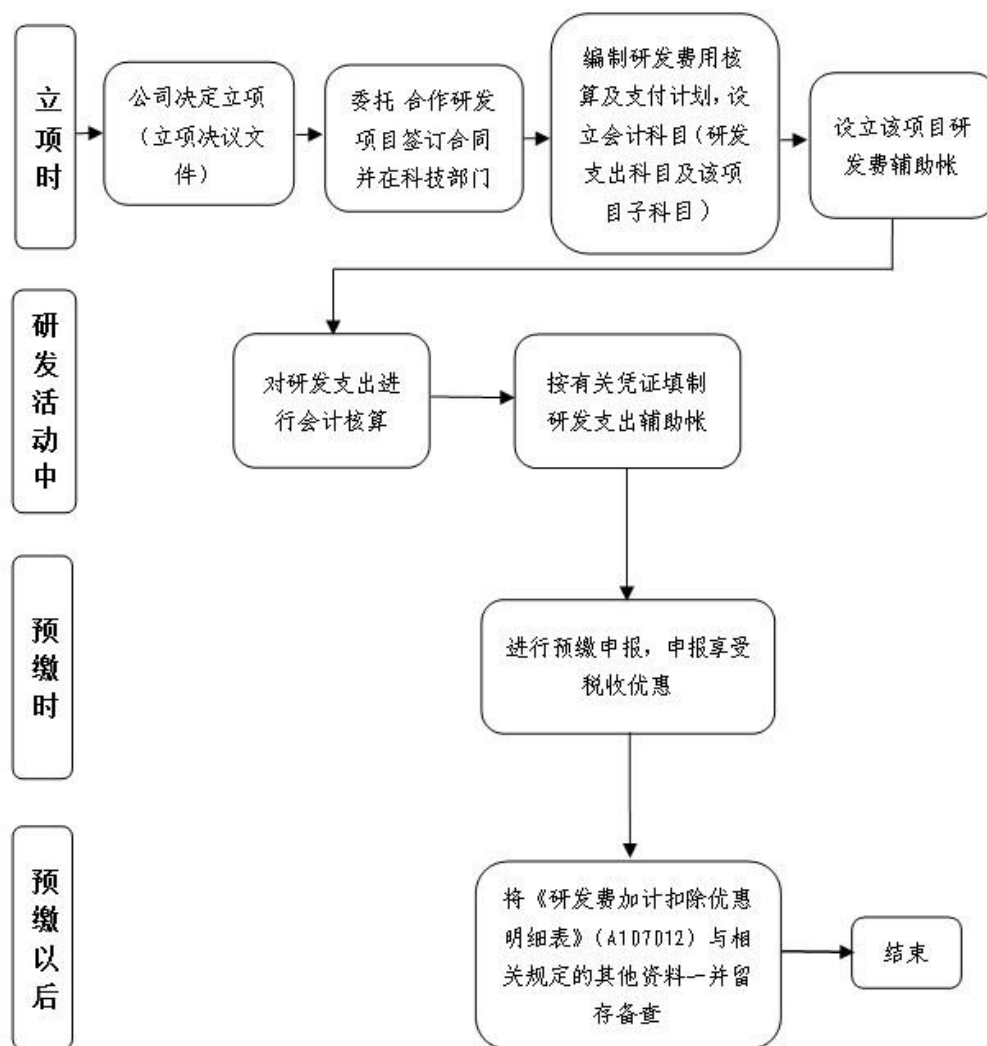 立项时
公司决定立项
（立项决议文
件）
委托 合作研发
项目签订合同
并在科技部门
编制研发费用核
算及支付计划，设
立会计科目（研发
支出科目及该项
目子科目）
设立该项目研
发费辅助帐
研发活动中
对研发支出进
行会计核算
按有关凭证填制
研发支出辅助帐
预缴时
进行预缴申报，申报享受
税收优惠
预缴以后
将《研发费加计扣除优惠
明细表》（A107012）与相
关规定的其他资料一并留
存备查
结束